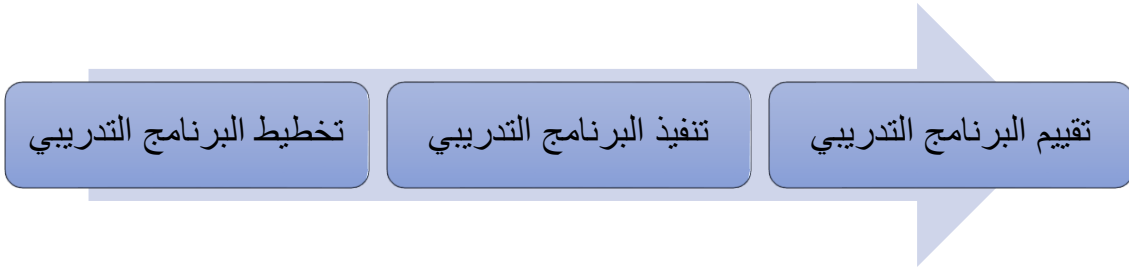 تخطيط البرنامج التدريبي
تنفيذ البرنامج التدريبي
تقييم البرنامج التدريبي